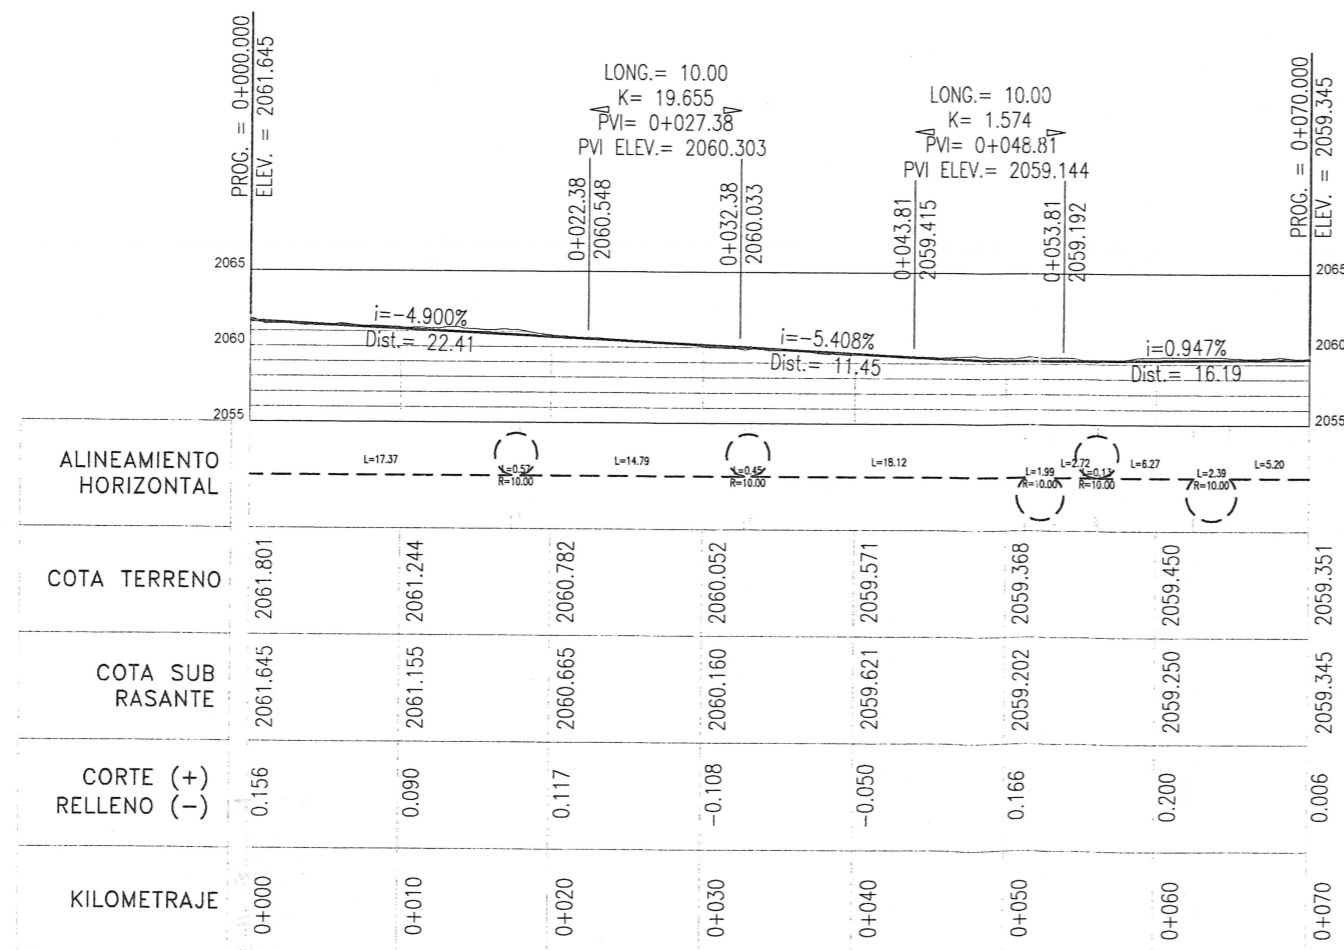 PROG. = 0+000.000
ELEV. = 2061.645
LONG.= 10.00
K= 19.655
PVI= 0+027.38
PVI ELEV.= 2060.303
0+022.38
2060.548
0+032.38
2060.033
LONG.= 10.00
K= 1.574
PVI= 0+048.81
PVI ELEV.= 2059.144
0+043.81
2059.415
0+053.81
2059.192
PROG. = 0+070.000
ELEV. = 2059.345
2065
2065
2060
2060
2055
2055
i=-4.900%
Dist.= 22.41
i=-5.408%
Dist.= 11.45
i=0.947%
Dist.= 16.19
ALINEAMIENTO
HORIZONTAL
L=17.37
L=0.57
R=10.00
L=14.79
L=0.45
R=10.00
L=18.12
L=1.99
R=10.00
L=2.72
L=0.13
R=10.00
L=6.27
L=2.39
R=10.00
L=5.20
COTA TERRENO
2061.801 2061.244 2060.782 2060.052 2059.571 2059.368 2059.450 2059.351
COTA SUB
RASANTE
2061.645 2061.155 2060.665 2060.160 2059.621 2059.202 2059.250 2059.345
CORTE (+)
RELLENO (-)
0.156 0.090 0.117 -0.108 -0.050 0.166 0.200 0.006
KILOMETRAJE
0+000 0+010 0+020 0+030 0+040 0+050 0+060 0+070